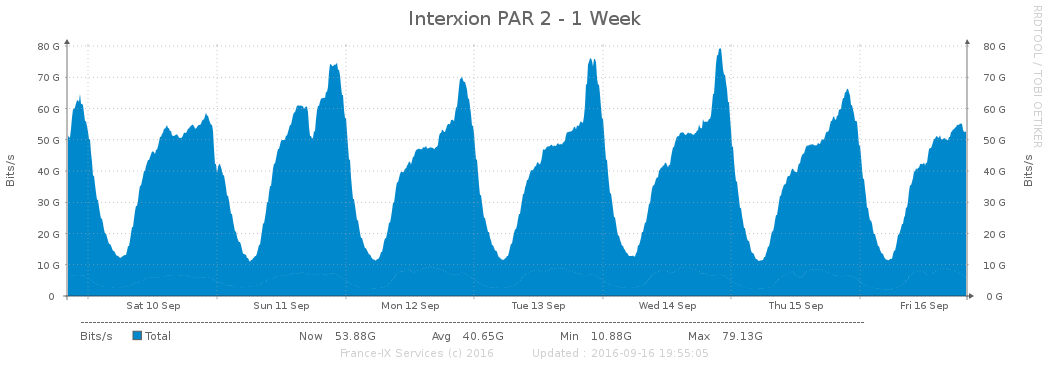 Interxion PAR 2 - 1 Week
RRDTOOL / TOBI OETIKER
Bits/s
80 G
70 G
60 G
50 G
40 G
30 G
20 G
10 G
0
80 G
70 G
60 G
50 G
40 G
30 G
20 G
10 G
0 G
Bits/s
Sat 10 Sep Sun 11 Sep Mon 12 Sep Tue 13 Sep Wed 14 Sep Thu 15 Sep Fri 16 Sep
Bits/s Total Now 53.88G Avg 40.65G Min 10.88G Max 79.13G
France-IX Services (c) 2016 Updated : 2016-09-16 19:55:05